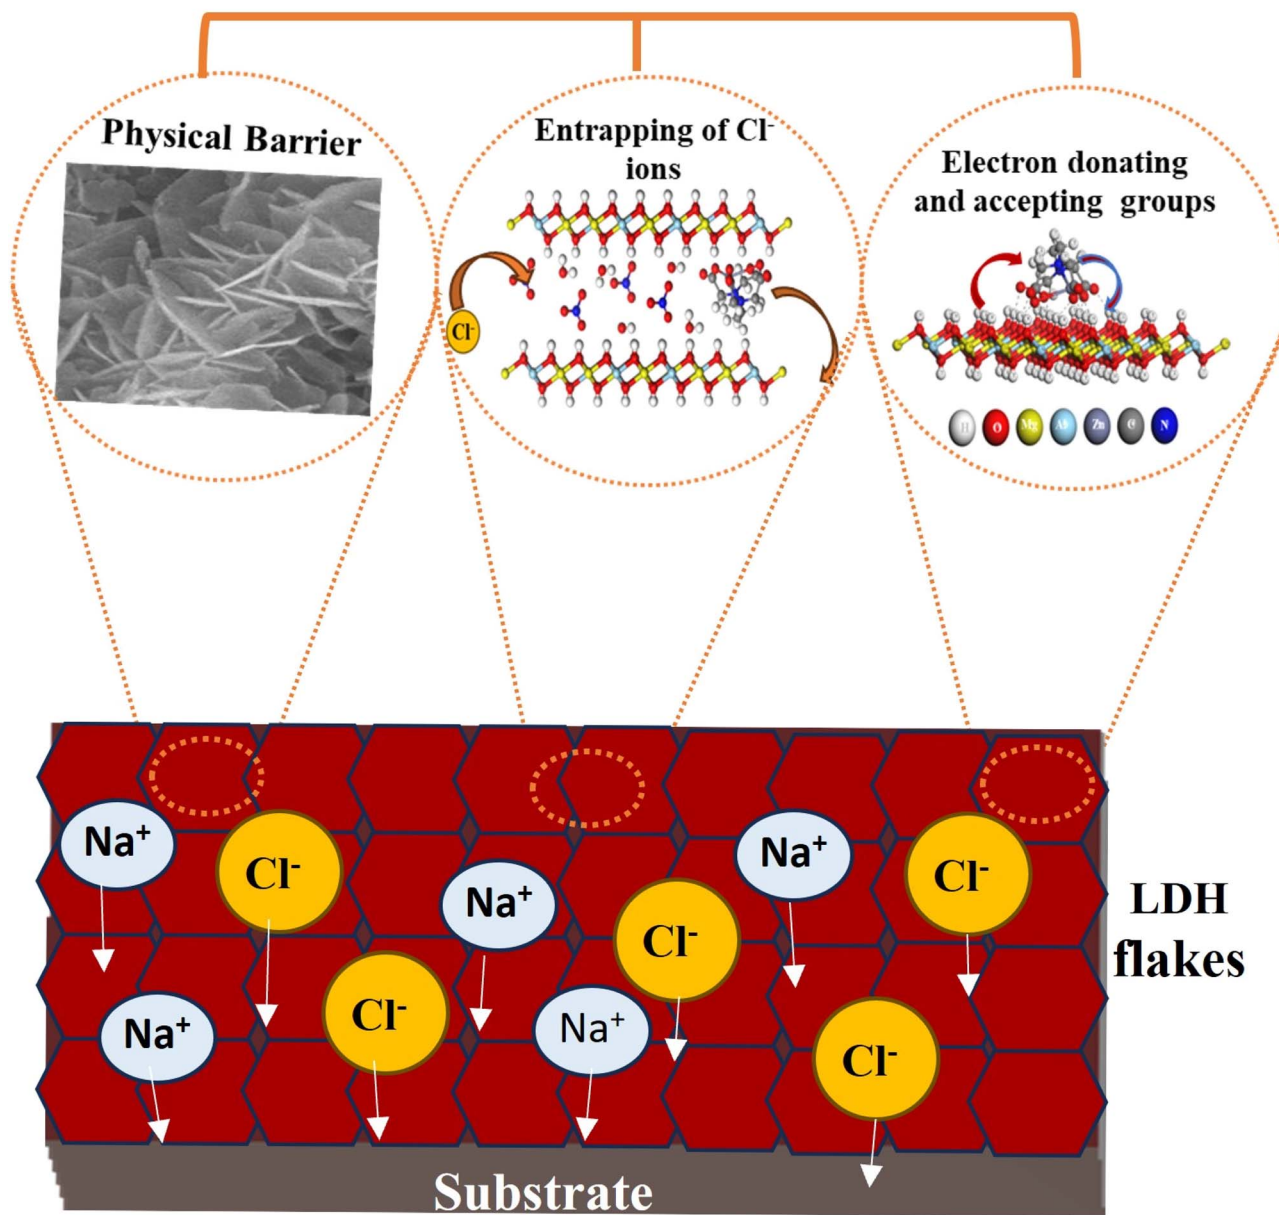 Physical Barrier
Entrapping of Cl⁻
ions
Electron donating
and accepting groups
Cl⁻
H O Mg Al Zn C N
Na⁺
Cl⁻
Na⁺
Cl⁻
Na⁺
Cl⁻
LDH
flakes
Na⁺
Cl⁻
Na⁺
Cl⁻
Substrate